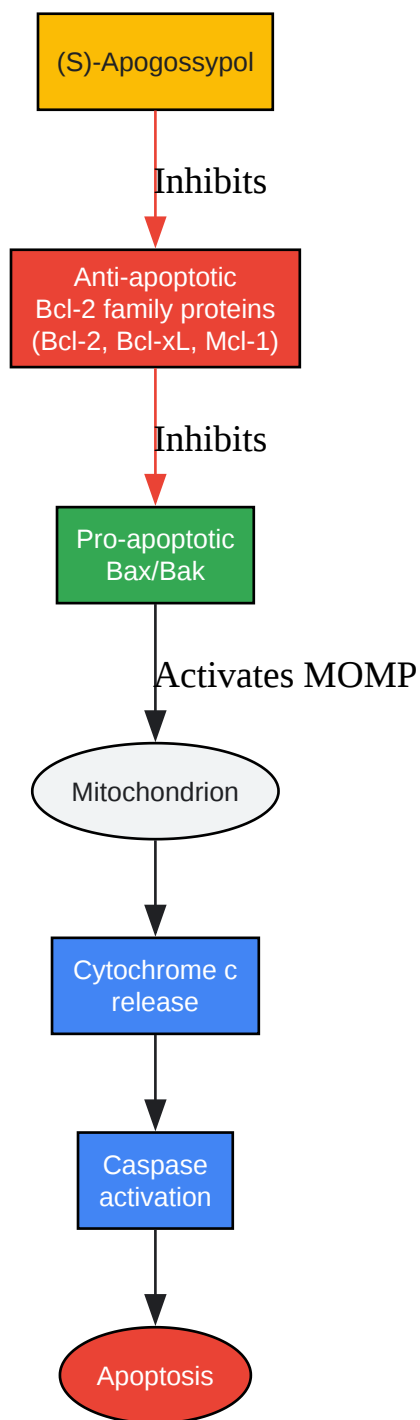 (S)-Apogossypol
Inhibits
Anti-apoptotic
Bcl-2 family proteins
(Bcl-2, Bcl-xL, Mcl-1)
Inhibits
Pro-apoptotic
Bax/Bak
Activates MOMP
Mitochondrion
Cytochrome c
release
Caspase
activation
Apoptosis